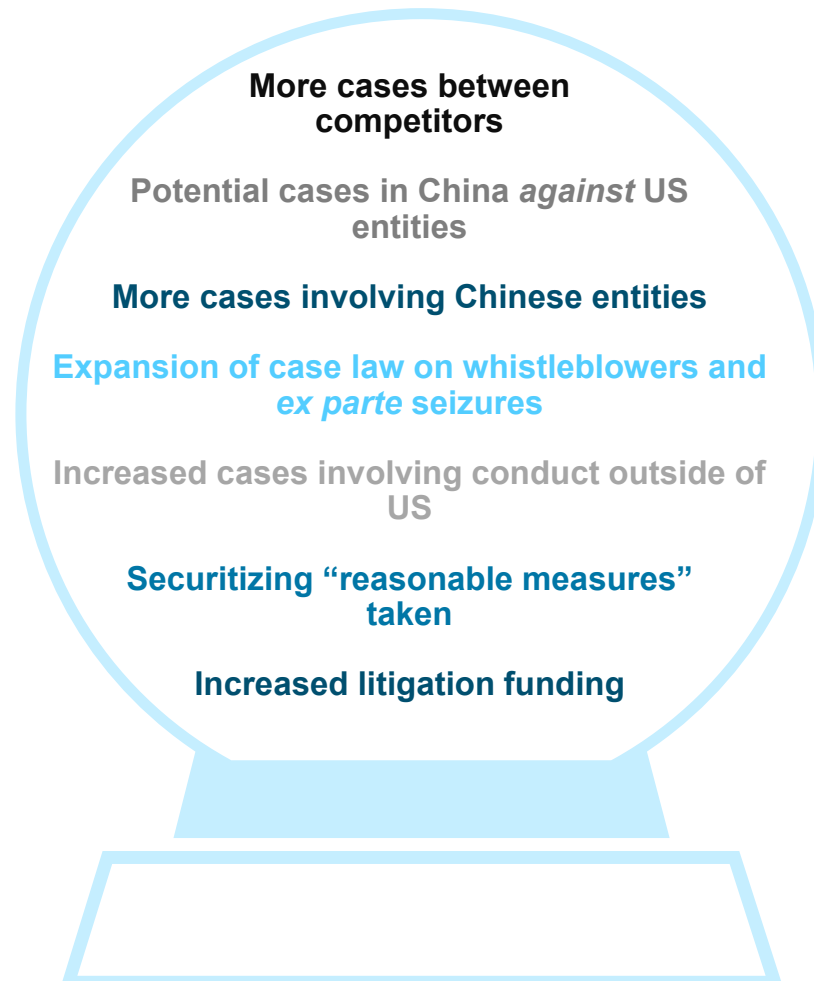 More cases between
competitors
Potential cases in China against US
entities
More cases involving Chinese entities
Expansion of case law on whistleblowers and
ex parte seizures
Increased cases involving conduct outside of
US
Securitizing “reasonable measures”
taken
Increased litigation funding